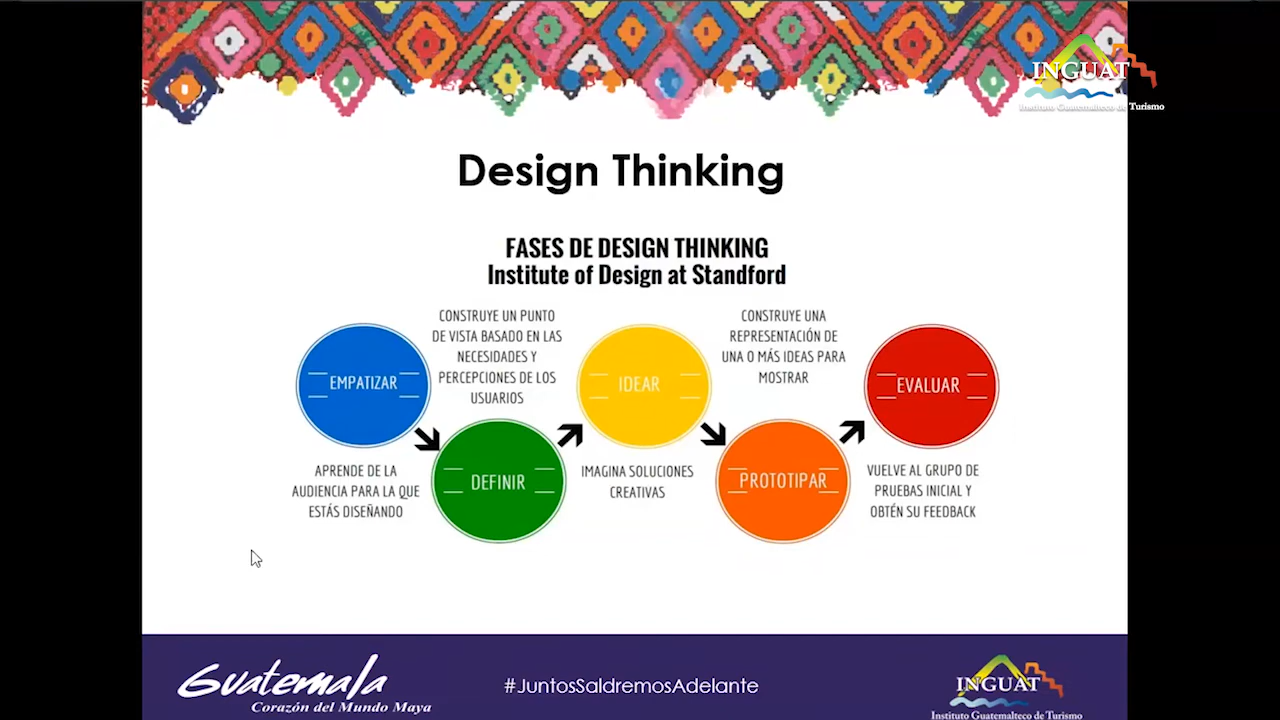 INGUAT
Instituto Guatemalteco de Turismo
Design Thinking
FASES DE DESIGN THINKING
Institute of Design at Standford
EMPATIZAR
APRENDE DE LA
AUDIENCIA PARA LA QUE
ESTÁS DISEÑANDO
CONSTRUYE UN PUNTO
DE VISTA BASADO EN LAS
NECESIDADES Y
PERCEPCIONES DE LOS
USUARIOS
DEFINIR
IDEAR
IMAGINA SOLUCIONES
CREATIVAS
CONSTRUYE UNA
REPRESENTACIÓN DE
UNA O MÁS IDEAS PARA
MOSTRAR
PROTOTIPAR
EVALUAR
VUELVE AL GRUPO DE
PRUEBAS INICIAL Y
OBTÉN SU FEEDBACK
Guatemala
Corazón del Mundo Maya
#JuntosSaldremosAdelante
INGUAT
Instituto Guatemalteco de Turismo